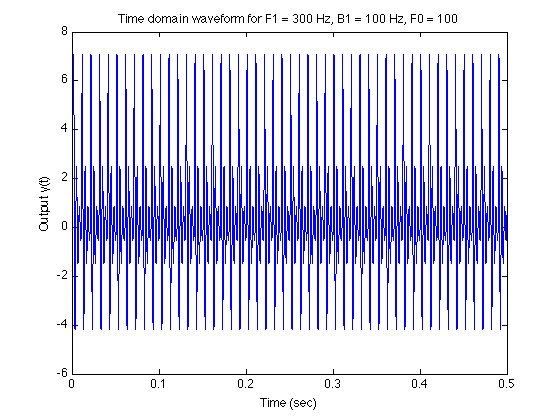 Time domain waveform for F1 = 300 Hz, B1 = 100 Hz, F0 = 100
8
6
4
2
0
-2
-4
-6
Output y(t)
0 0.1 0.2 0.3 0.4 0.5
Time (sec)